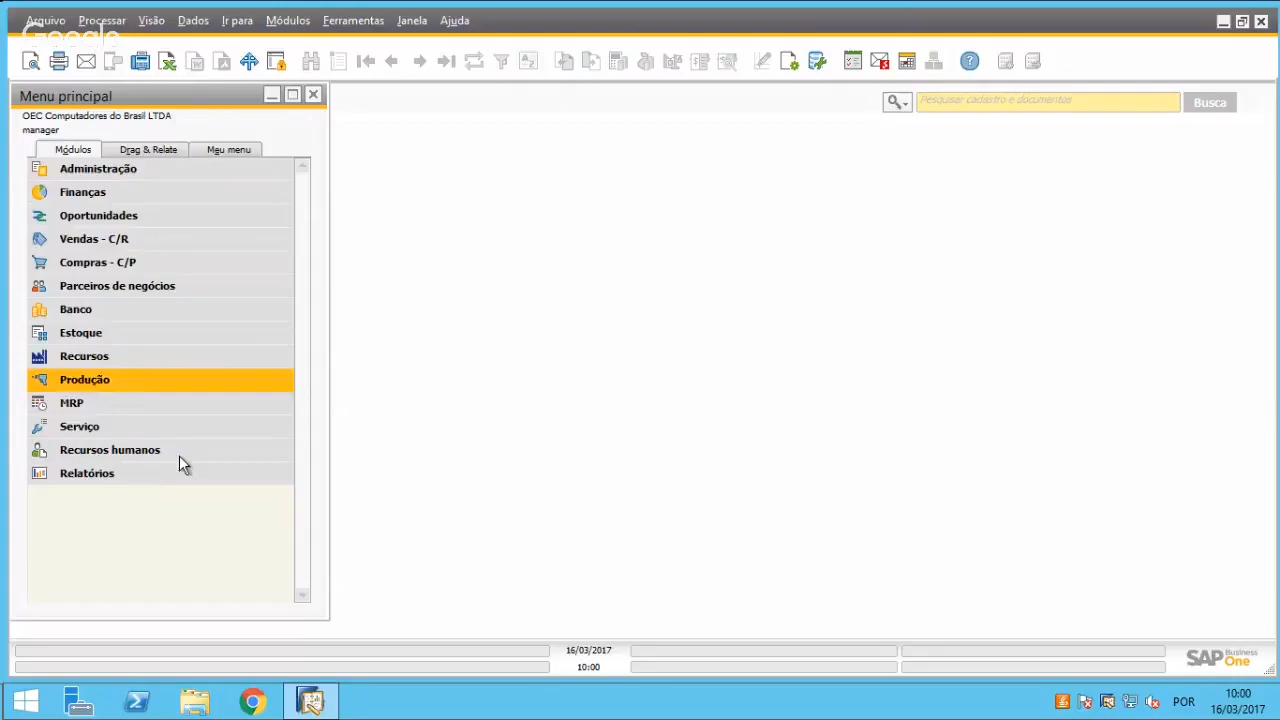 Arquivo Processar Visão Dados Ir para Módulos Ferramentas Janela Ajuda
Google
Menu principal
OEC Computadores do Brasil LTDA
manager
Módulos Drag & Relate Meu menu
Pesquisar cadastro e documentos Busca
Administração
Finanças
Oportunidades
Vendas - C/R
Compras - C/P
Parceiros de negócios
Banco
Estoque
Recursos
Produção
MRP
Serviço
Recursos humanos
Relatórios
16/03/2017
10:00
SAP Business One
POR
10:00
16/03/2017